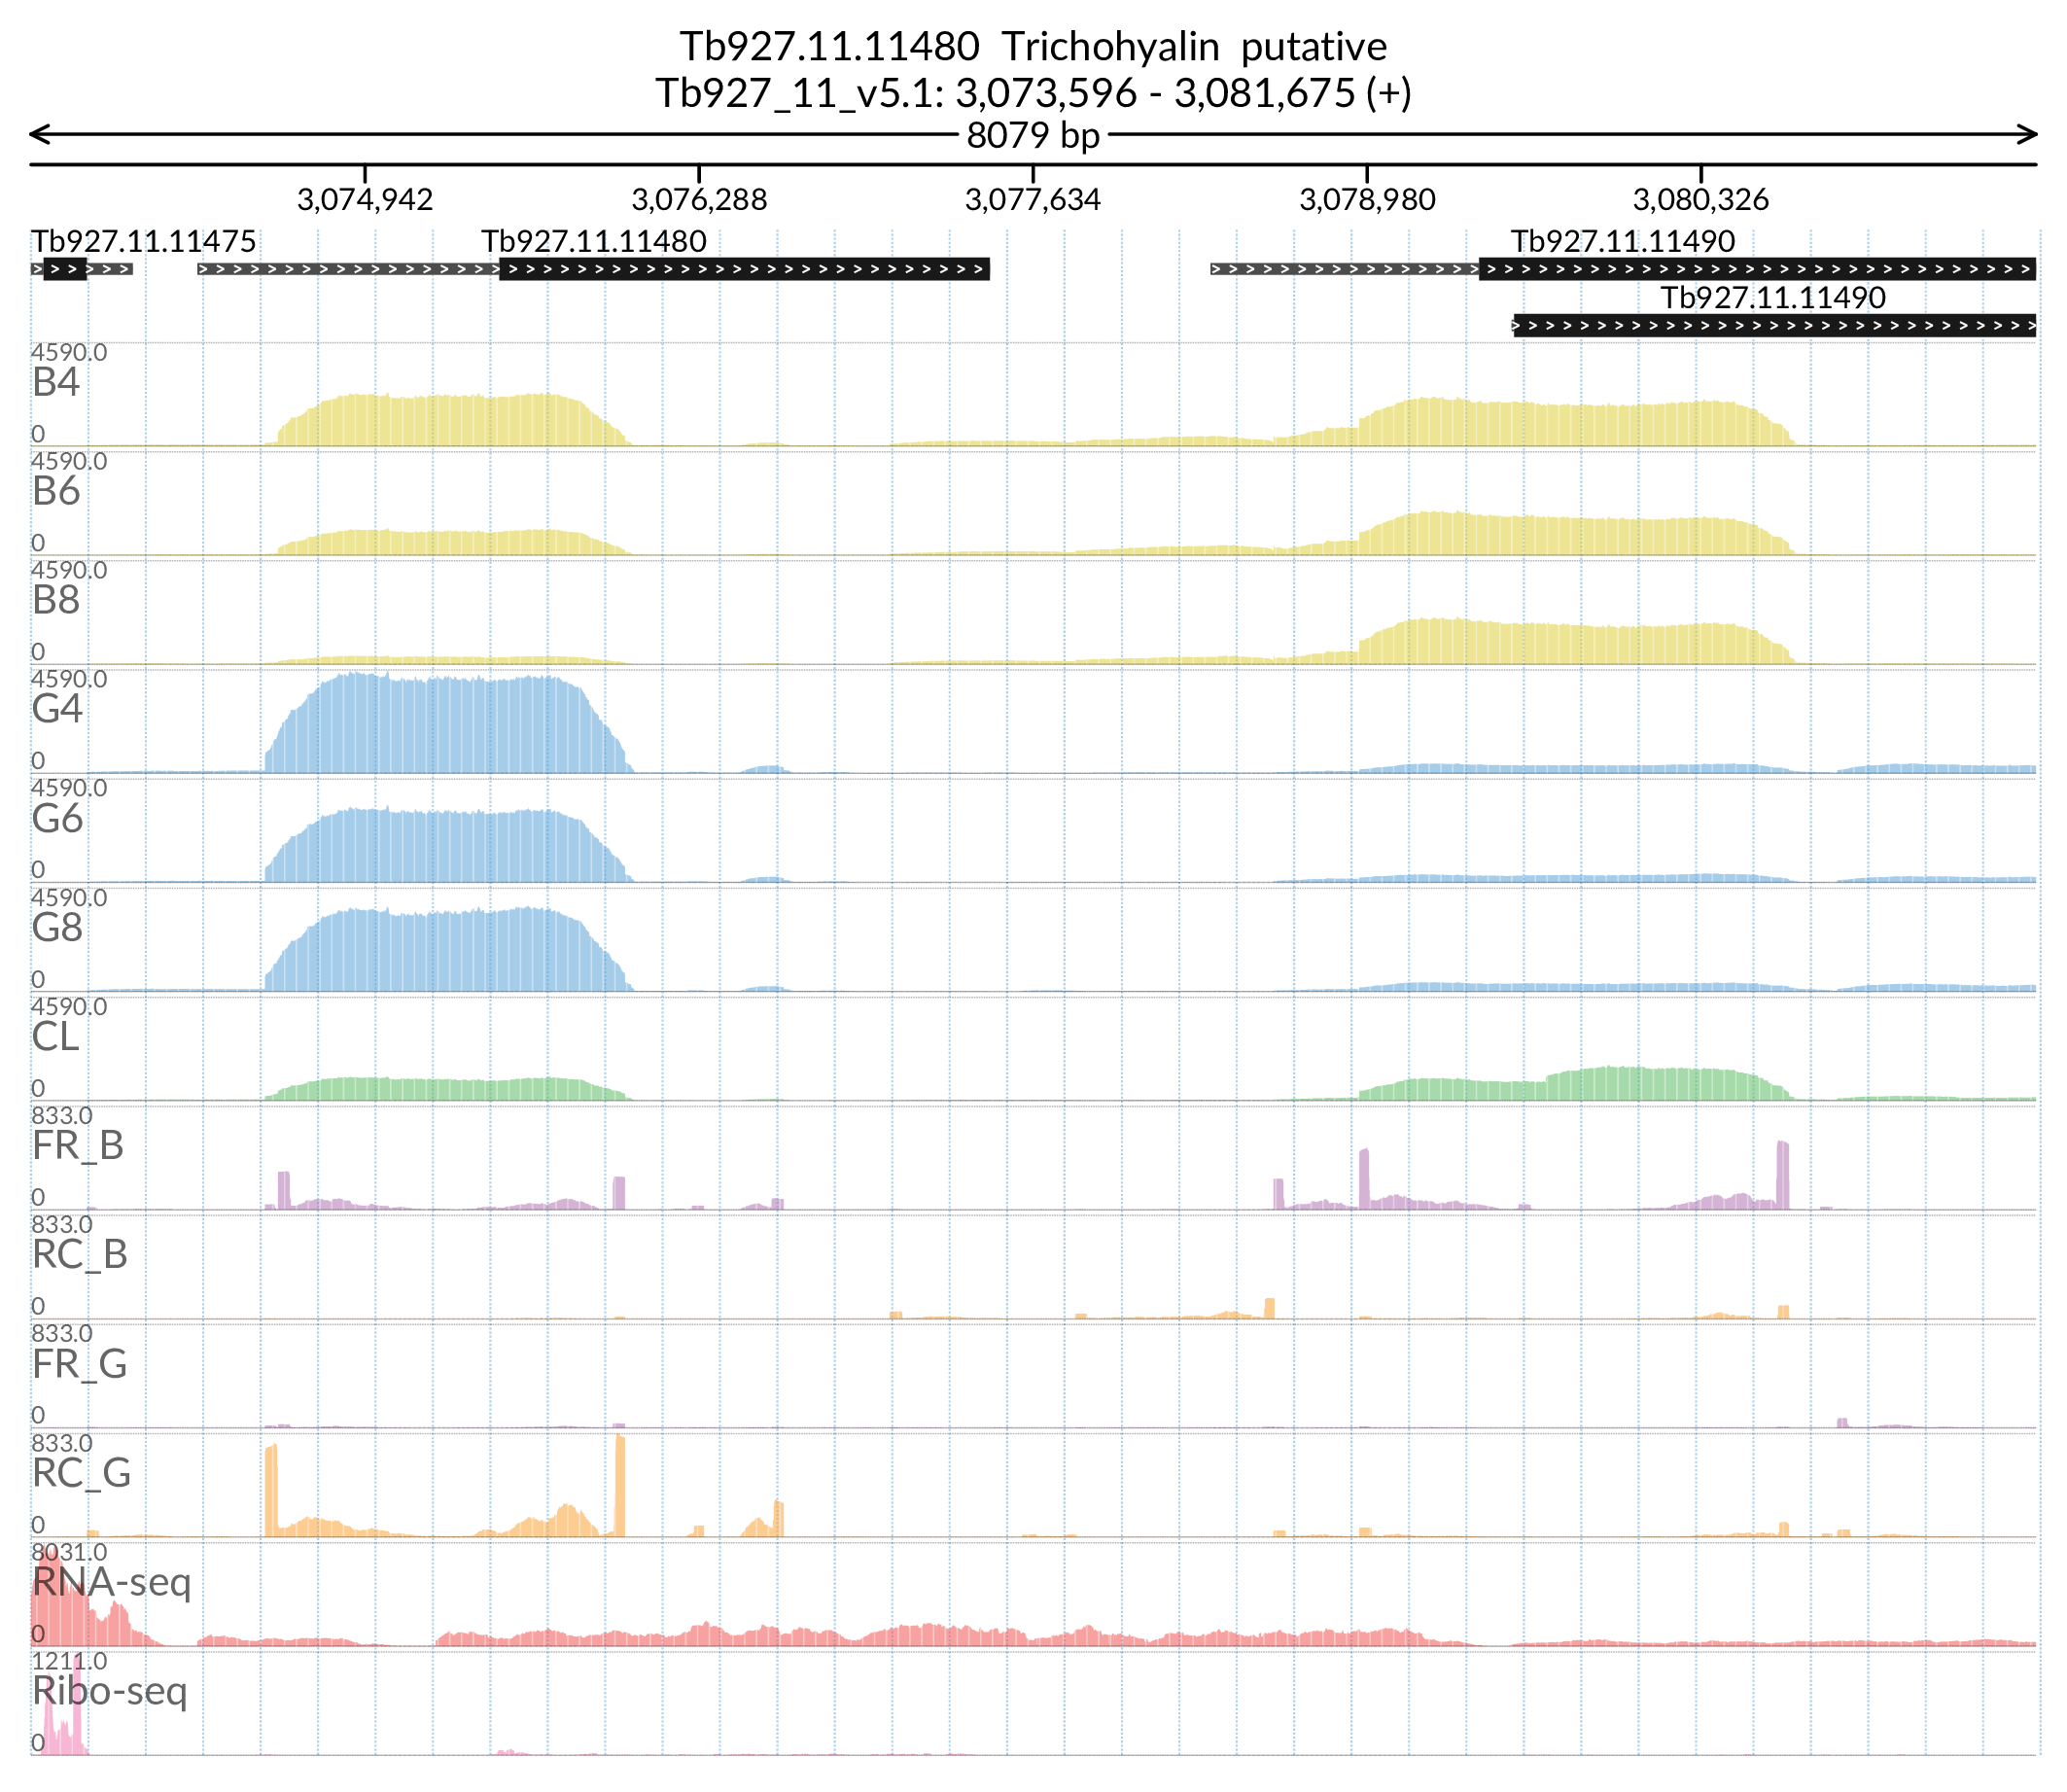 Tb927.11.11480 Trichohyalin putative
Tb927_11_v5.1: 3,073,596 - 3,081,675 (+)
8079 bp
3,074,942 3,076,288 3,077,634 3,078,980 3,080,326
Tb927.11.11475 Tb927.11.11480 Tb927.11.11490
Tb927.11.11490
4590.0
B4
0
4590.0
B6
0
4590.0
B8
0
4590.0
G4
0
4590.0
G6
0
4590.0
G8
0
4590.0
CL
0
833.0
FR_B
0
833.0
RC_B
0
833.0
FR_G
0
833.0
RC_G
0
8031.0
RNA-seq
0
1211.0
Ribo-seq
0